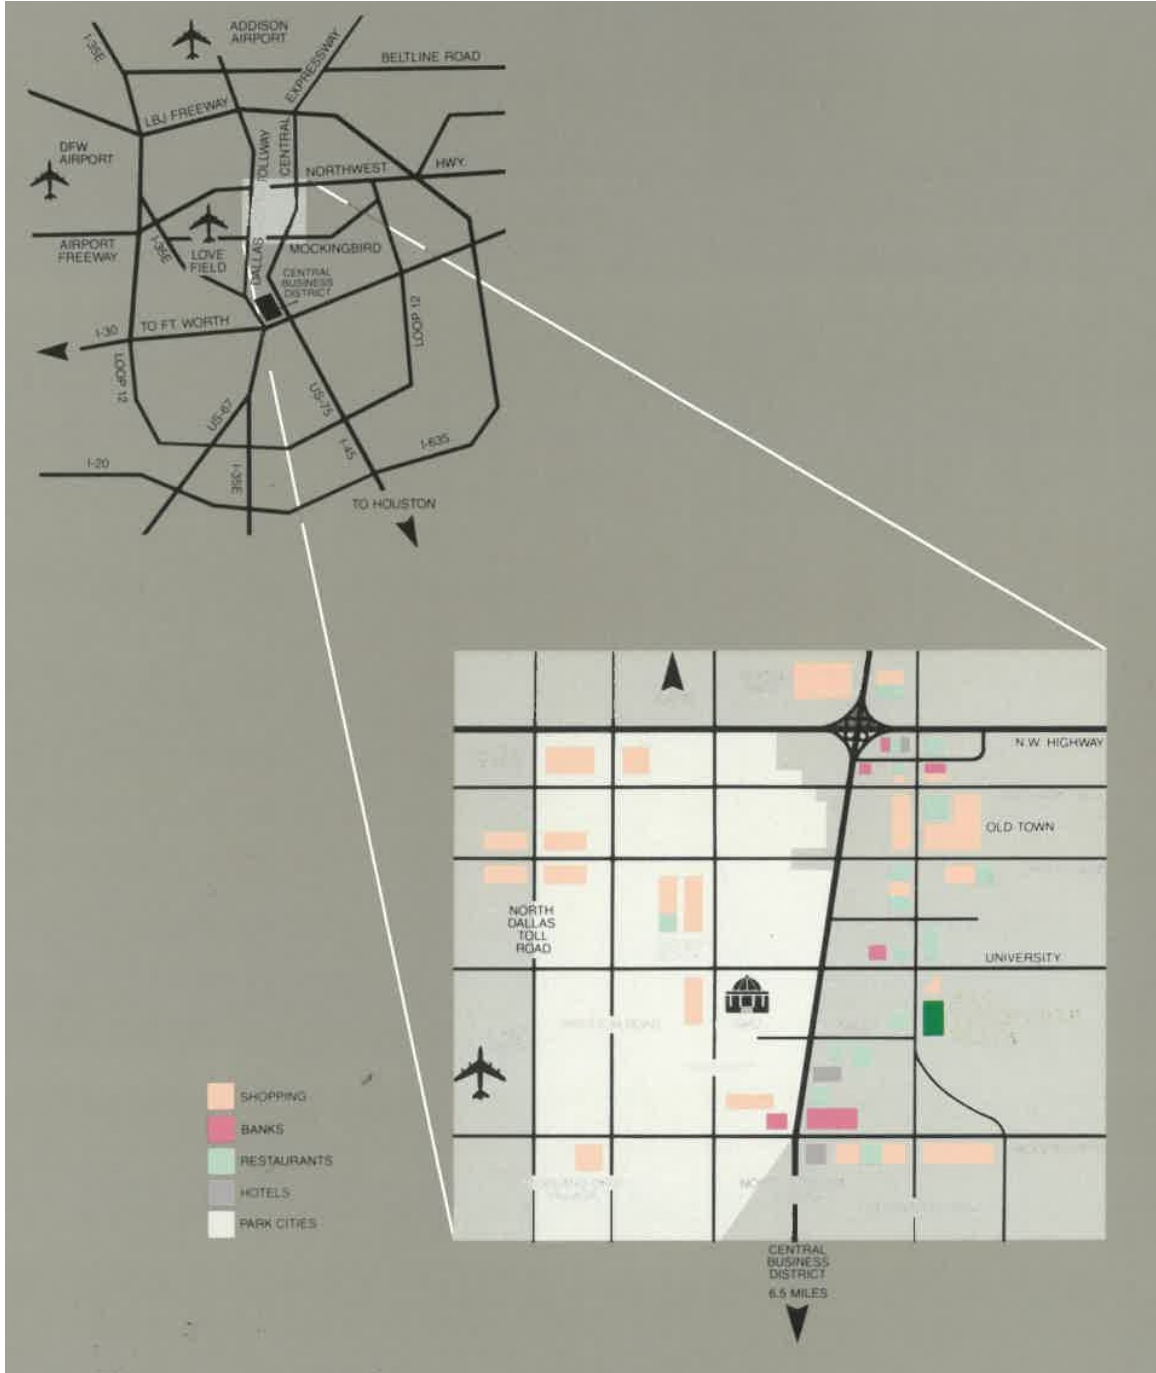 ADDISON
AIRPORT
I-35E
EXPRESSWAY
BELTLINE ROAD
LBJ FREEWAY
DFW
AIRPORT
TOLLWAY
CENTRAL
NORTHWEST
HWY.
AIRPORT
FREEWAY
I-35E
LOVE
FIELD
DALLAS
MOCKINGBIRD
CENTRAL
BUSINESS
DISTRICT
I-30
TO FT. WORTH
LOOP 12
LOOP 12
US-67
US-75
I-45
I-635
I-20
I-35E
TO HOUSTON
N.W. HIGHWAY
OLD TOWN
NORTH
DALLAS
TOLL
ROAD
UNIVERSITY
SHOPPING
BANKS
RESTAURANTS
HOTELS
PARK CITIES
CENTRAL
BUSINESS
DISTRICT
6.5 MILES